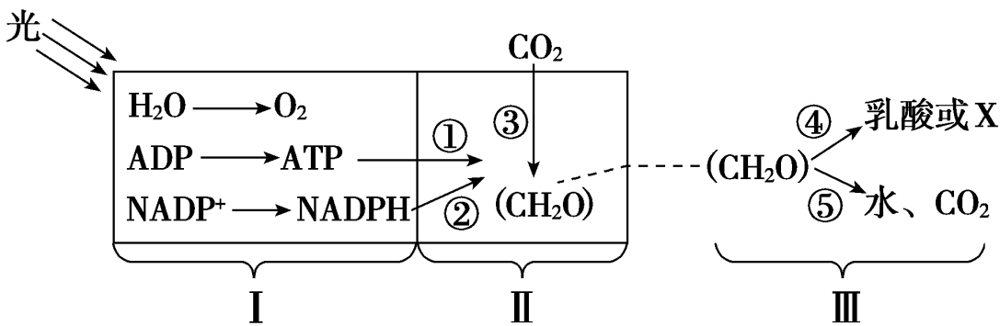 光
CO₂
H₂O → O₂
③
④ 乳酸或X
ADP → ATP ①
(CH₂O)
NADP⁺ → NADPH ② (CH₂O)
⑤ 水、CO₂
Ⅰ Ⅱ Ⅲ